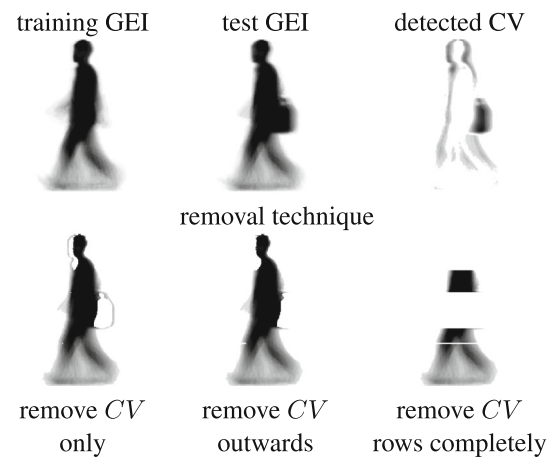 training GEI test GEI detected CV
removal technique
remove CV remove CV remove CV
only outwards rows completely